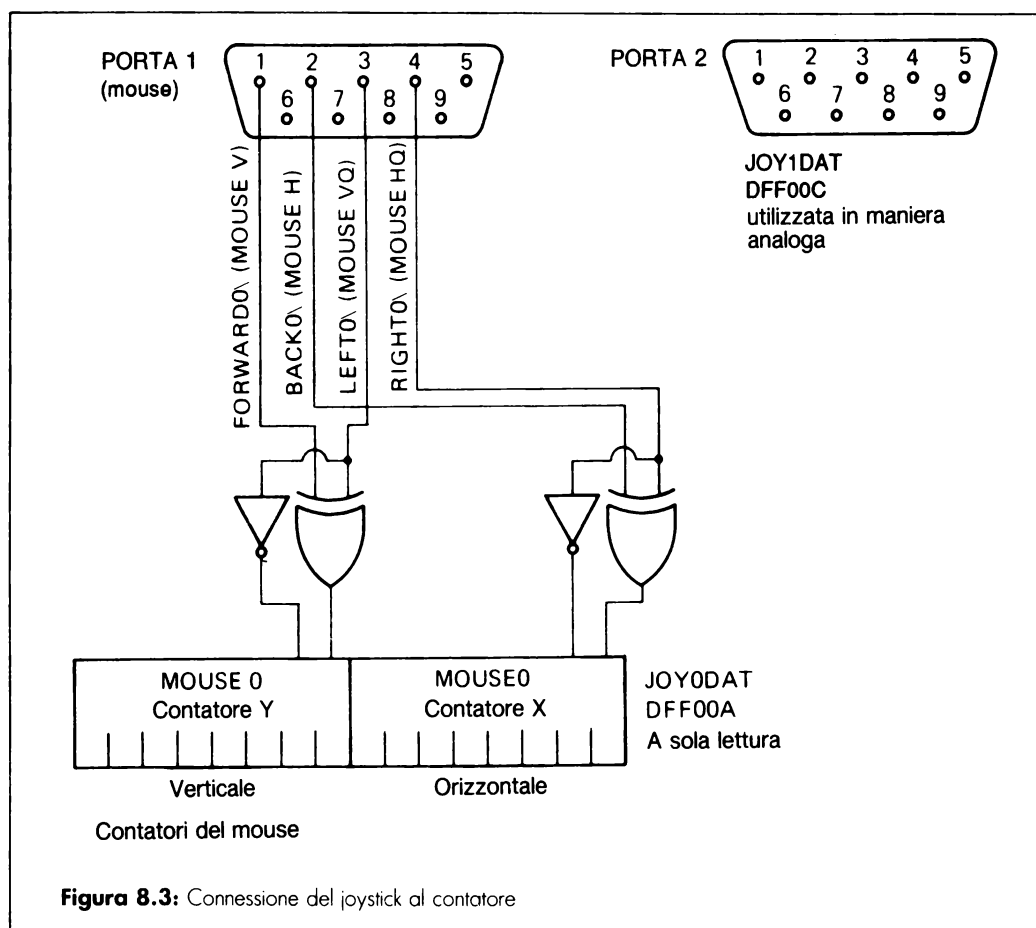 PORTA 1
(mouse)
1 2 3 4 5
6 7 8 9
PORTA 2
1 2 3 4 5
6 7 8 9
JOY1DAT
DFF00C
utilizzata in maniera
analoga
FORWARD0\ (MOUSE V)
BACK0\ (MOUSE H)
LEFT0\ (MOUSE VQ)
RIGHT0\ (MOUSE HQ)
MOUSE 0
Contatore Y
MOUSE0
Contatore X
JOY0DAT
DFF00A
A sola lettura
Verticale
Orizzontale
Contatori del mouse
Figura 8.3: Connessione del joystick al contatore